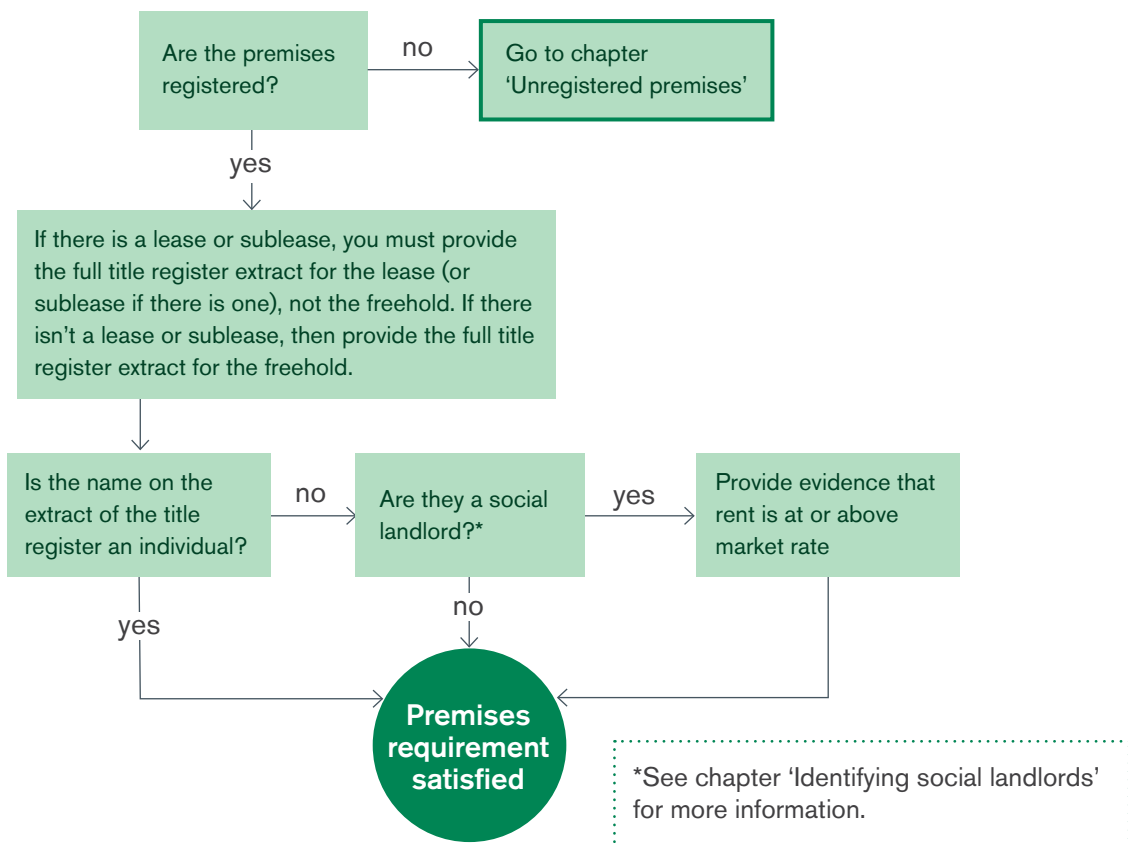 Are the premises
registered?
no
Go to chapter
‘Unregistered premises’
yes
If there is a lease or sublease, you must provide
the full title register extract for the lease (or
sublease if there is one), not the freehold. If there
isn’t a lease or sublease, then provide the full title
register extract for the freehold.
Is the name on the
extract of the title
register an individual?
no
Are they a social
landlord?*
yes
Provide evidence that
rent is at or above
market rate
yes
no
Premises
requirement
satisfied
*See chapter ‘Identifying social landlords’
for more information.